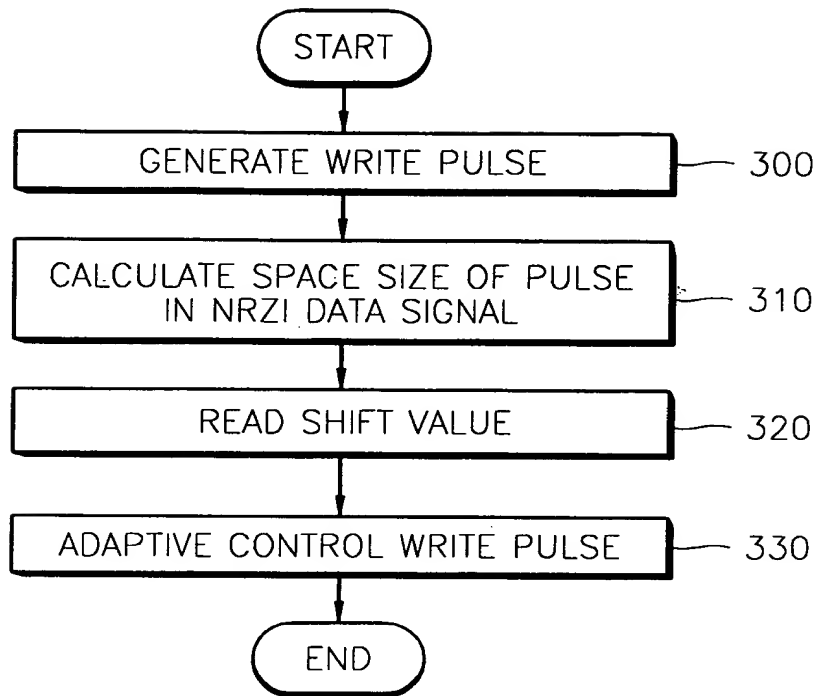 START
GENERATE WRITE PULSE
300
CALCULATE SPACE SIZE OF PULSE
IN NRZI DATA SIGNAL
310
READ SHIFT VALUE
320
ADAPTIVE CONTROL WRITE PULSE
330
END